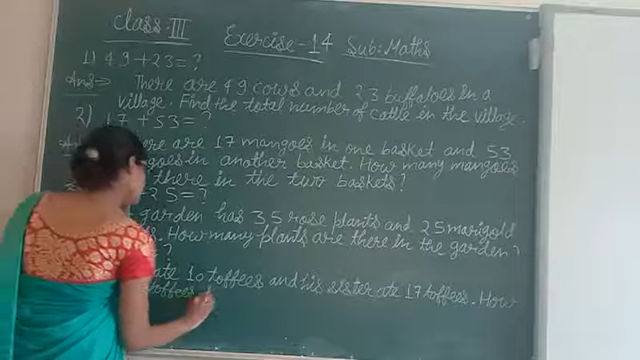 Class III Exercise-14 Sub: Maths
1) 49+23=?
Ans⇒ There are 49 cows and 23 buffaloes in a
village. Find the total number of cattle in the village.
2) 17+53=?
are 17 mangoes in one basket and 53
in another basket. How many mangoes
there in the two baskets?
25=?
garden has 35 rose plants and 25 marigold
. How many plants are there in the garden?
?
ate 10 toffees and his sister ate 17 toffees. How
toffees